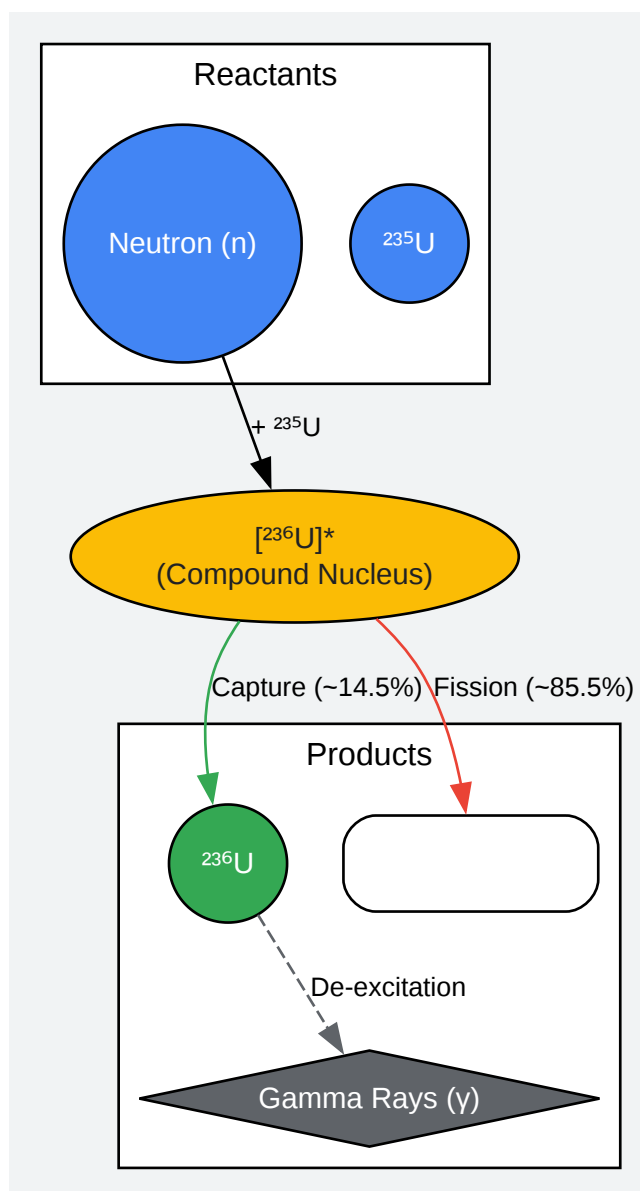 Reactants
Neutron (n)
²³⁵U
+ ²³⁵U
[²³⁶U]*
(Compound Nucleus)
Capture (~14.5%)
Fission (~85.5%)
Products
²³⁶U
De-excitation
Gamma Rays (γ)